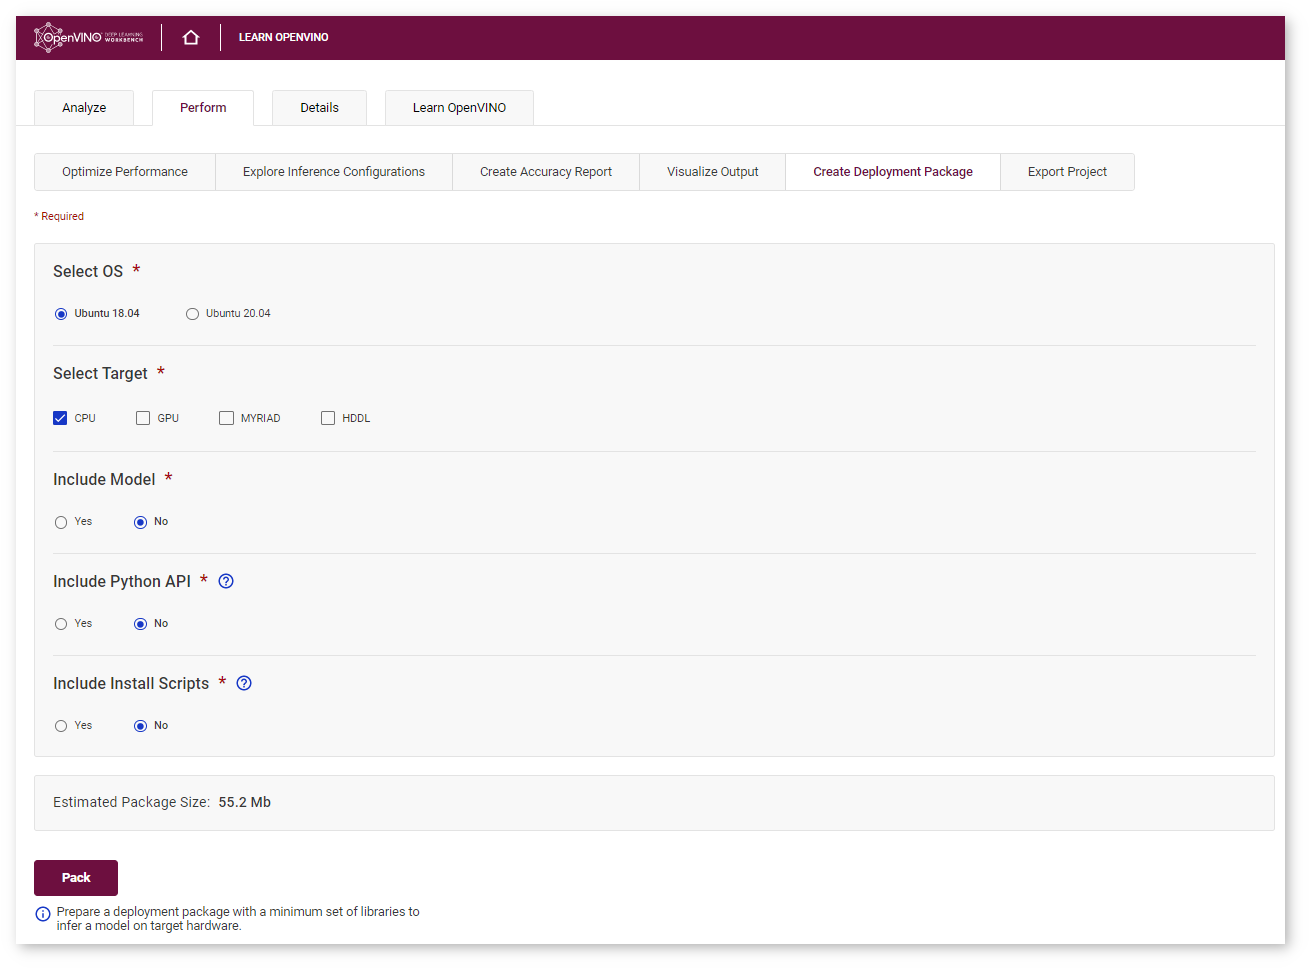 OpenVINO DEEP LEARNING WORKBENCH
LEARN OPENVINO
Analyze
Perform
Details
Learn OpenVINO
Optimize Performance
Explore Inference Configurations
Create Accuracy Report
Visualize Output
Create Deployment Package
Export Project
* Required
Select OS *
Ubuntu 18.04
Ubuntu 20.04
Select Target *
CPU
GPU
MYRIAD
HDDL
Include Model *
Yes
No
Include Python API * ?
Yes
No
Include Install Scripts * ?
Yes
No
Estimated Package Size: 55.2 Mb
Pack
Prepare a deployment package with a minimum set of libraries to
infer a model on target hardware.